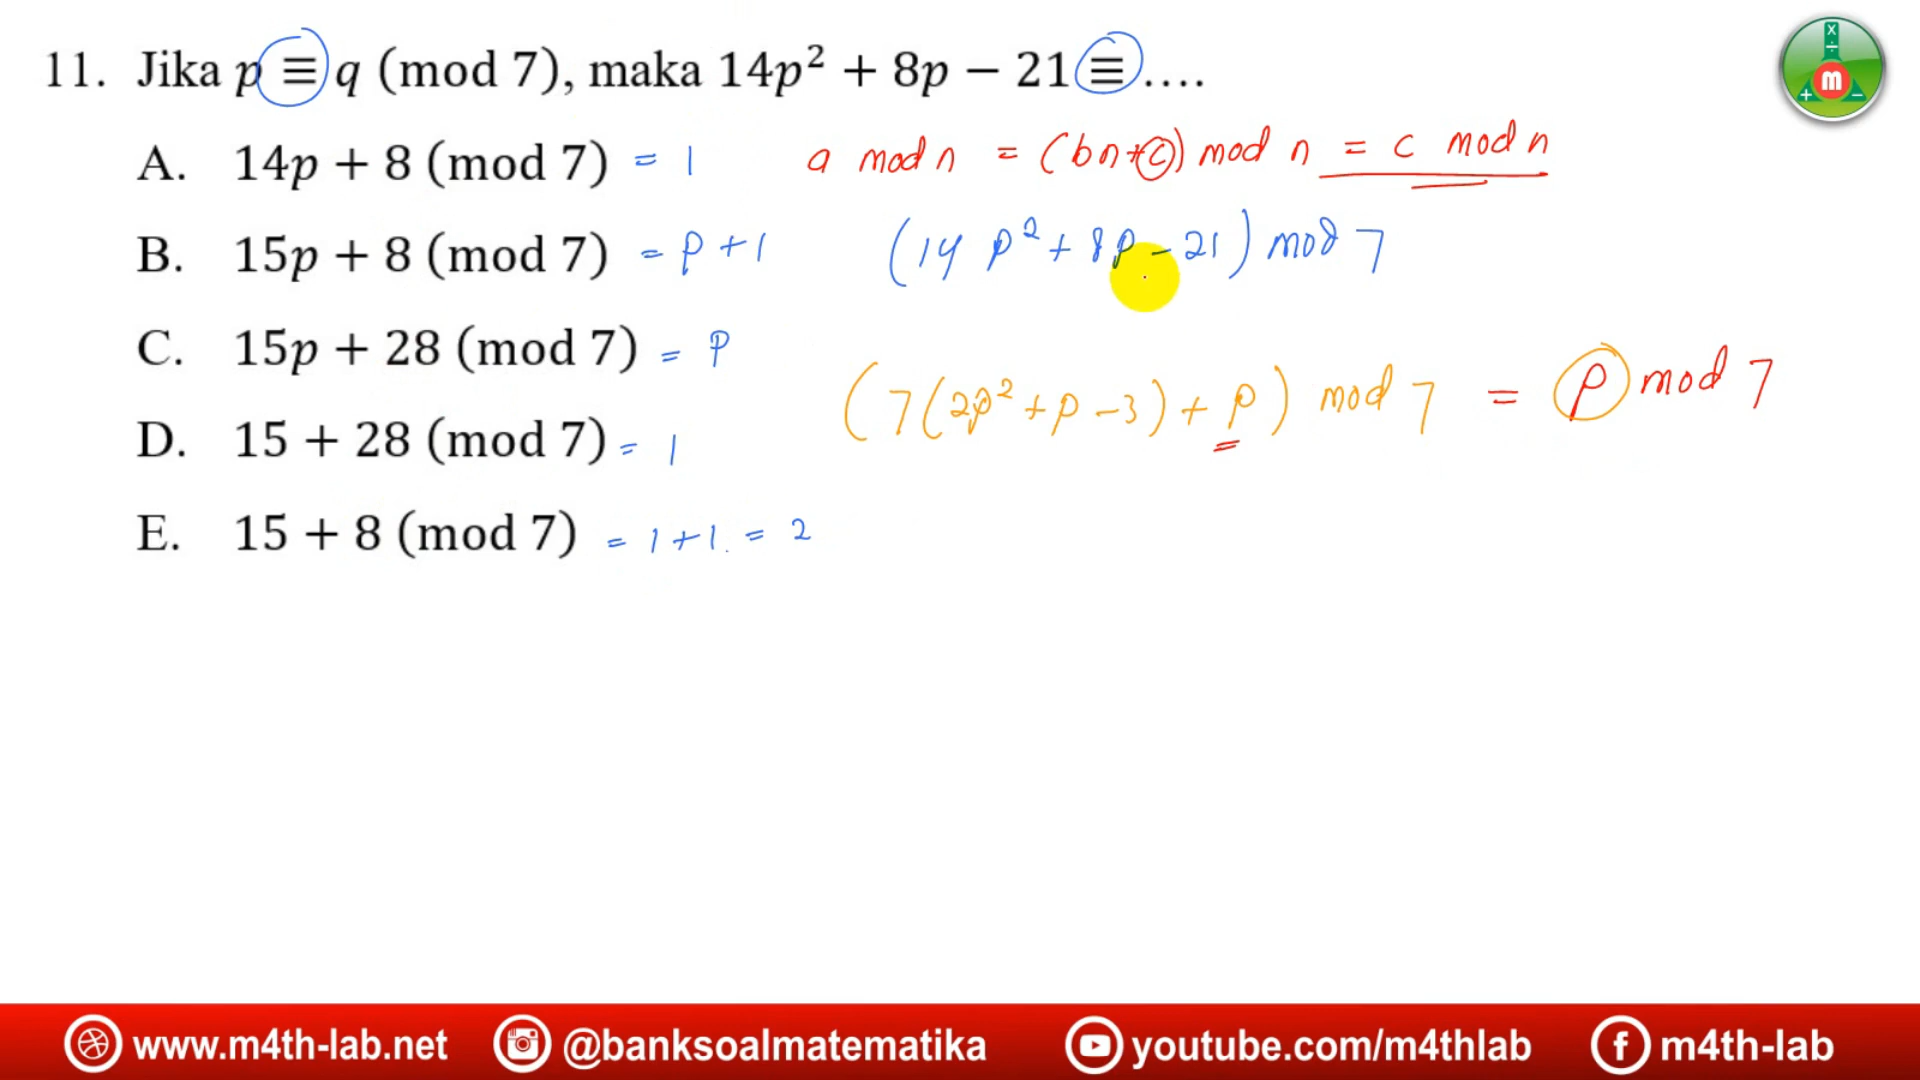 11. Jika p ≡ q (mod 7), maka 14p² + 8p − 21 ≡ ....
A. 14p + 8 (mod 7) = 1
a mod n = (bn+c) mod n = c mod n
B. 15p + 8 (mod 7) = p + 1
(14 p² + 8p − 21) mod 7
C. 15p + 28 (mod 7) = p
(7(2p² + p − 3) + p) mod 7 = p mod 7
D. 15 + 28 (mod 7) = 1
E. 15 + 8 (mod 7) = 1 + 1 = 2
x ÷ m + −
www.m4th-lab.net @banksoalmatematika youtube.com/m4thlab f m4th-lab